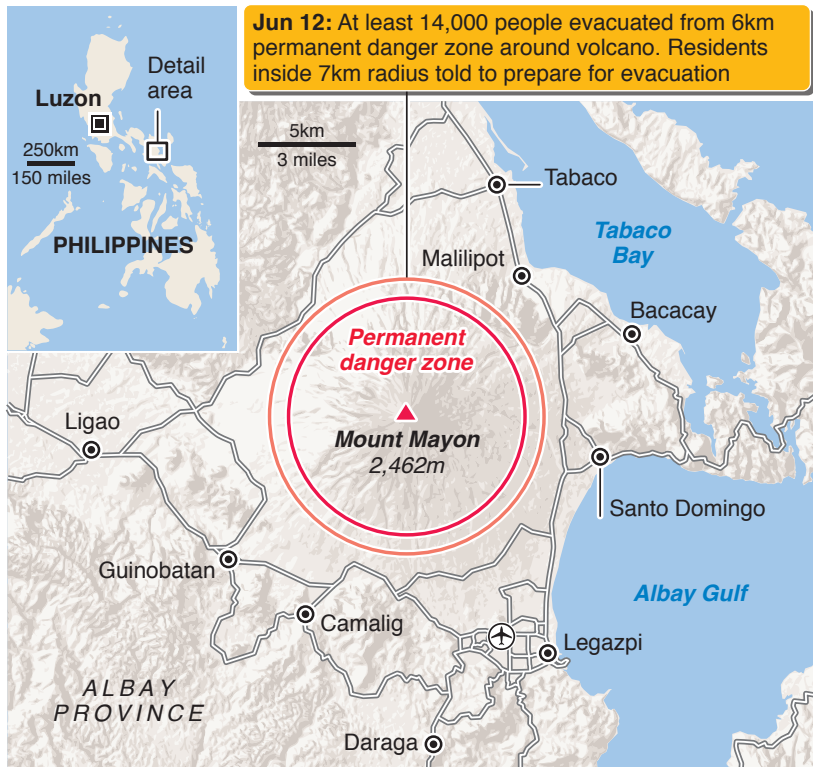 Jun 12: At least 14,000 people evacuated from 6km
permanent danger zone around volcano. Residents
inside 7km radius told to prepare for evacuation
Detail
area
Luzon
250km
150 miles
PHILIPPINES
5km
3 miles
Tabaco
Tabaco
Bay
Malilipot
Bacacay
Permanent
danger zone
Mount Mayon
2,462m
Ligao
Santo Domingo
Guinobatan
Albay Gulf
Camalig
Legazpi
ALBAY
PROVINCE
Daraga